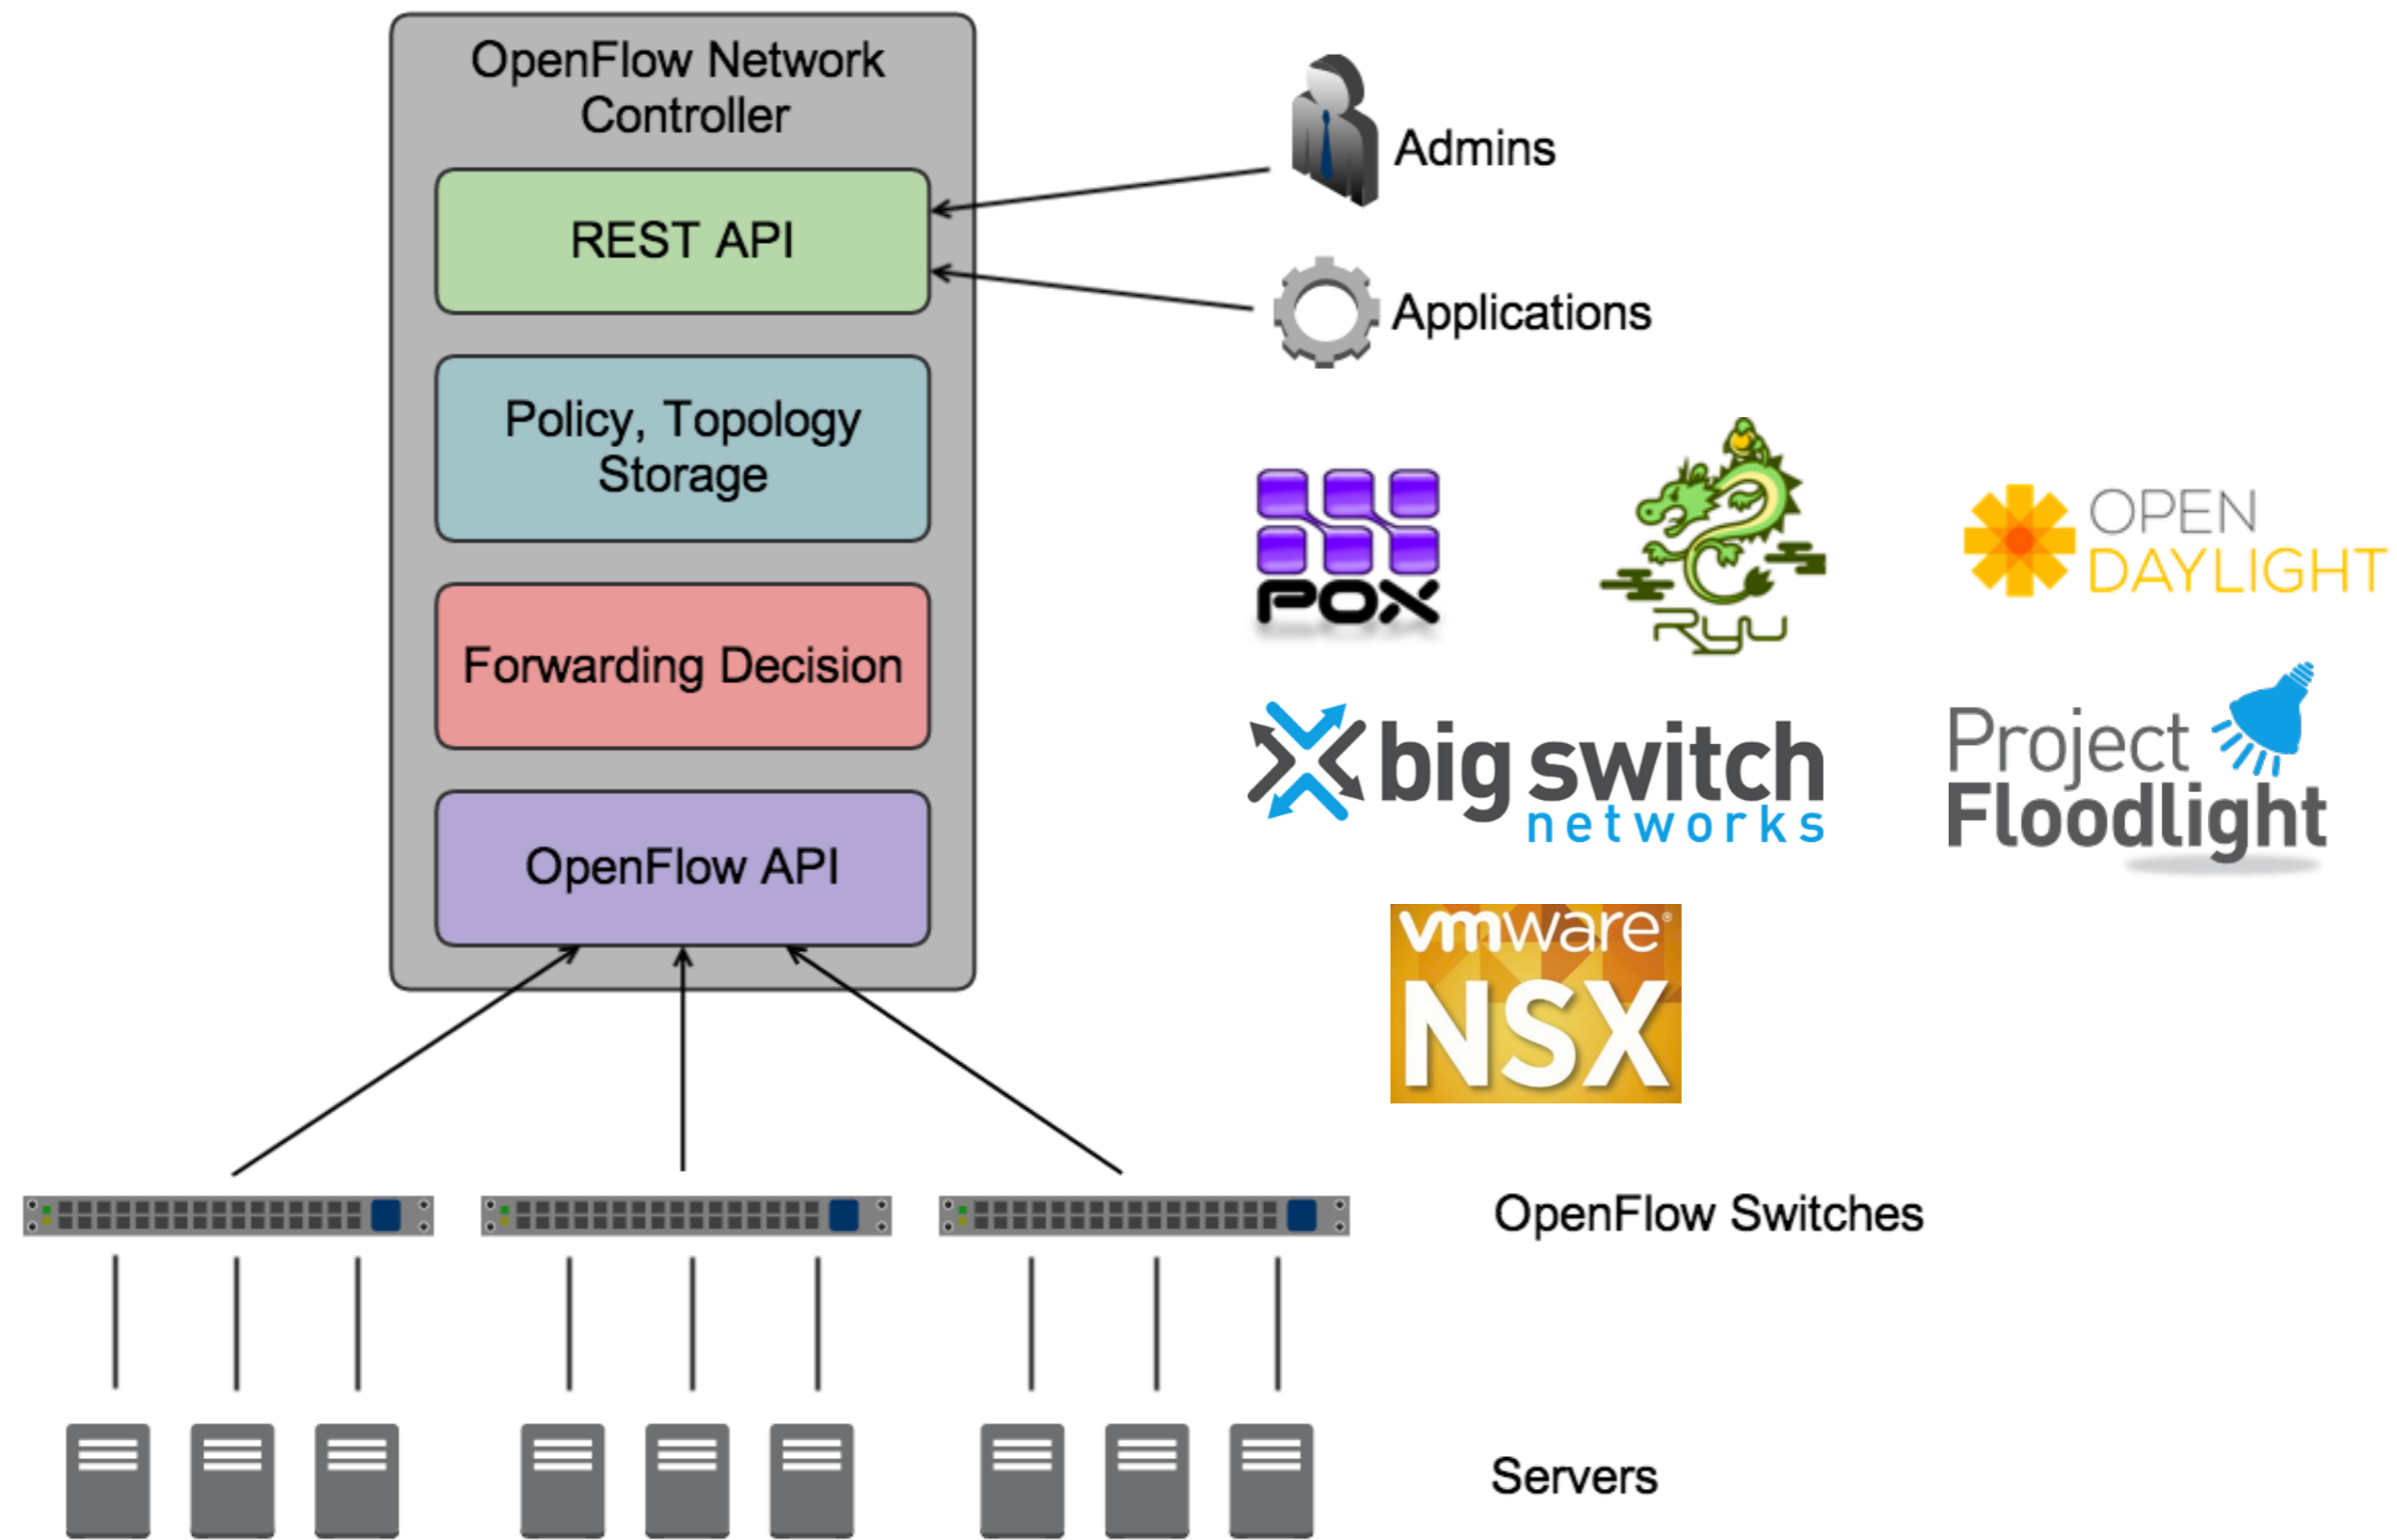 OpenFlow Network
Controller
REST API
Policy, Topology
Storage
Forwarding Decision
OpenFlow API
Admins
Applications
POX
Ryu
OPEN
DAYLIGHT
big switch
networks
Project
Floodlight
vmware®
NSX
OpenFlow Switches
Servers